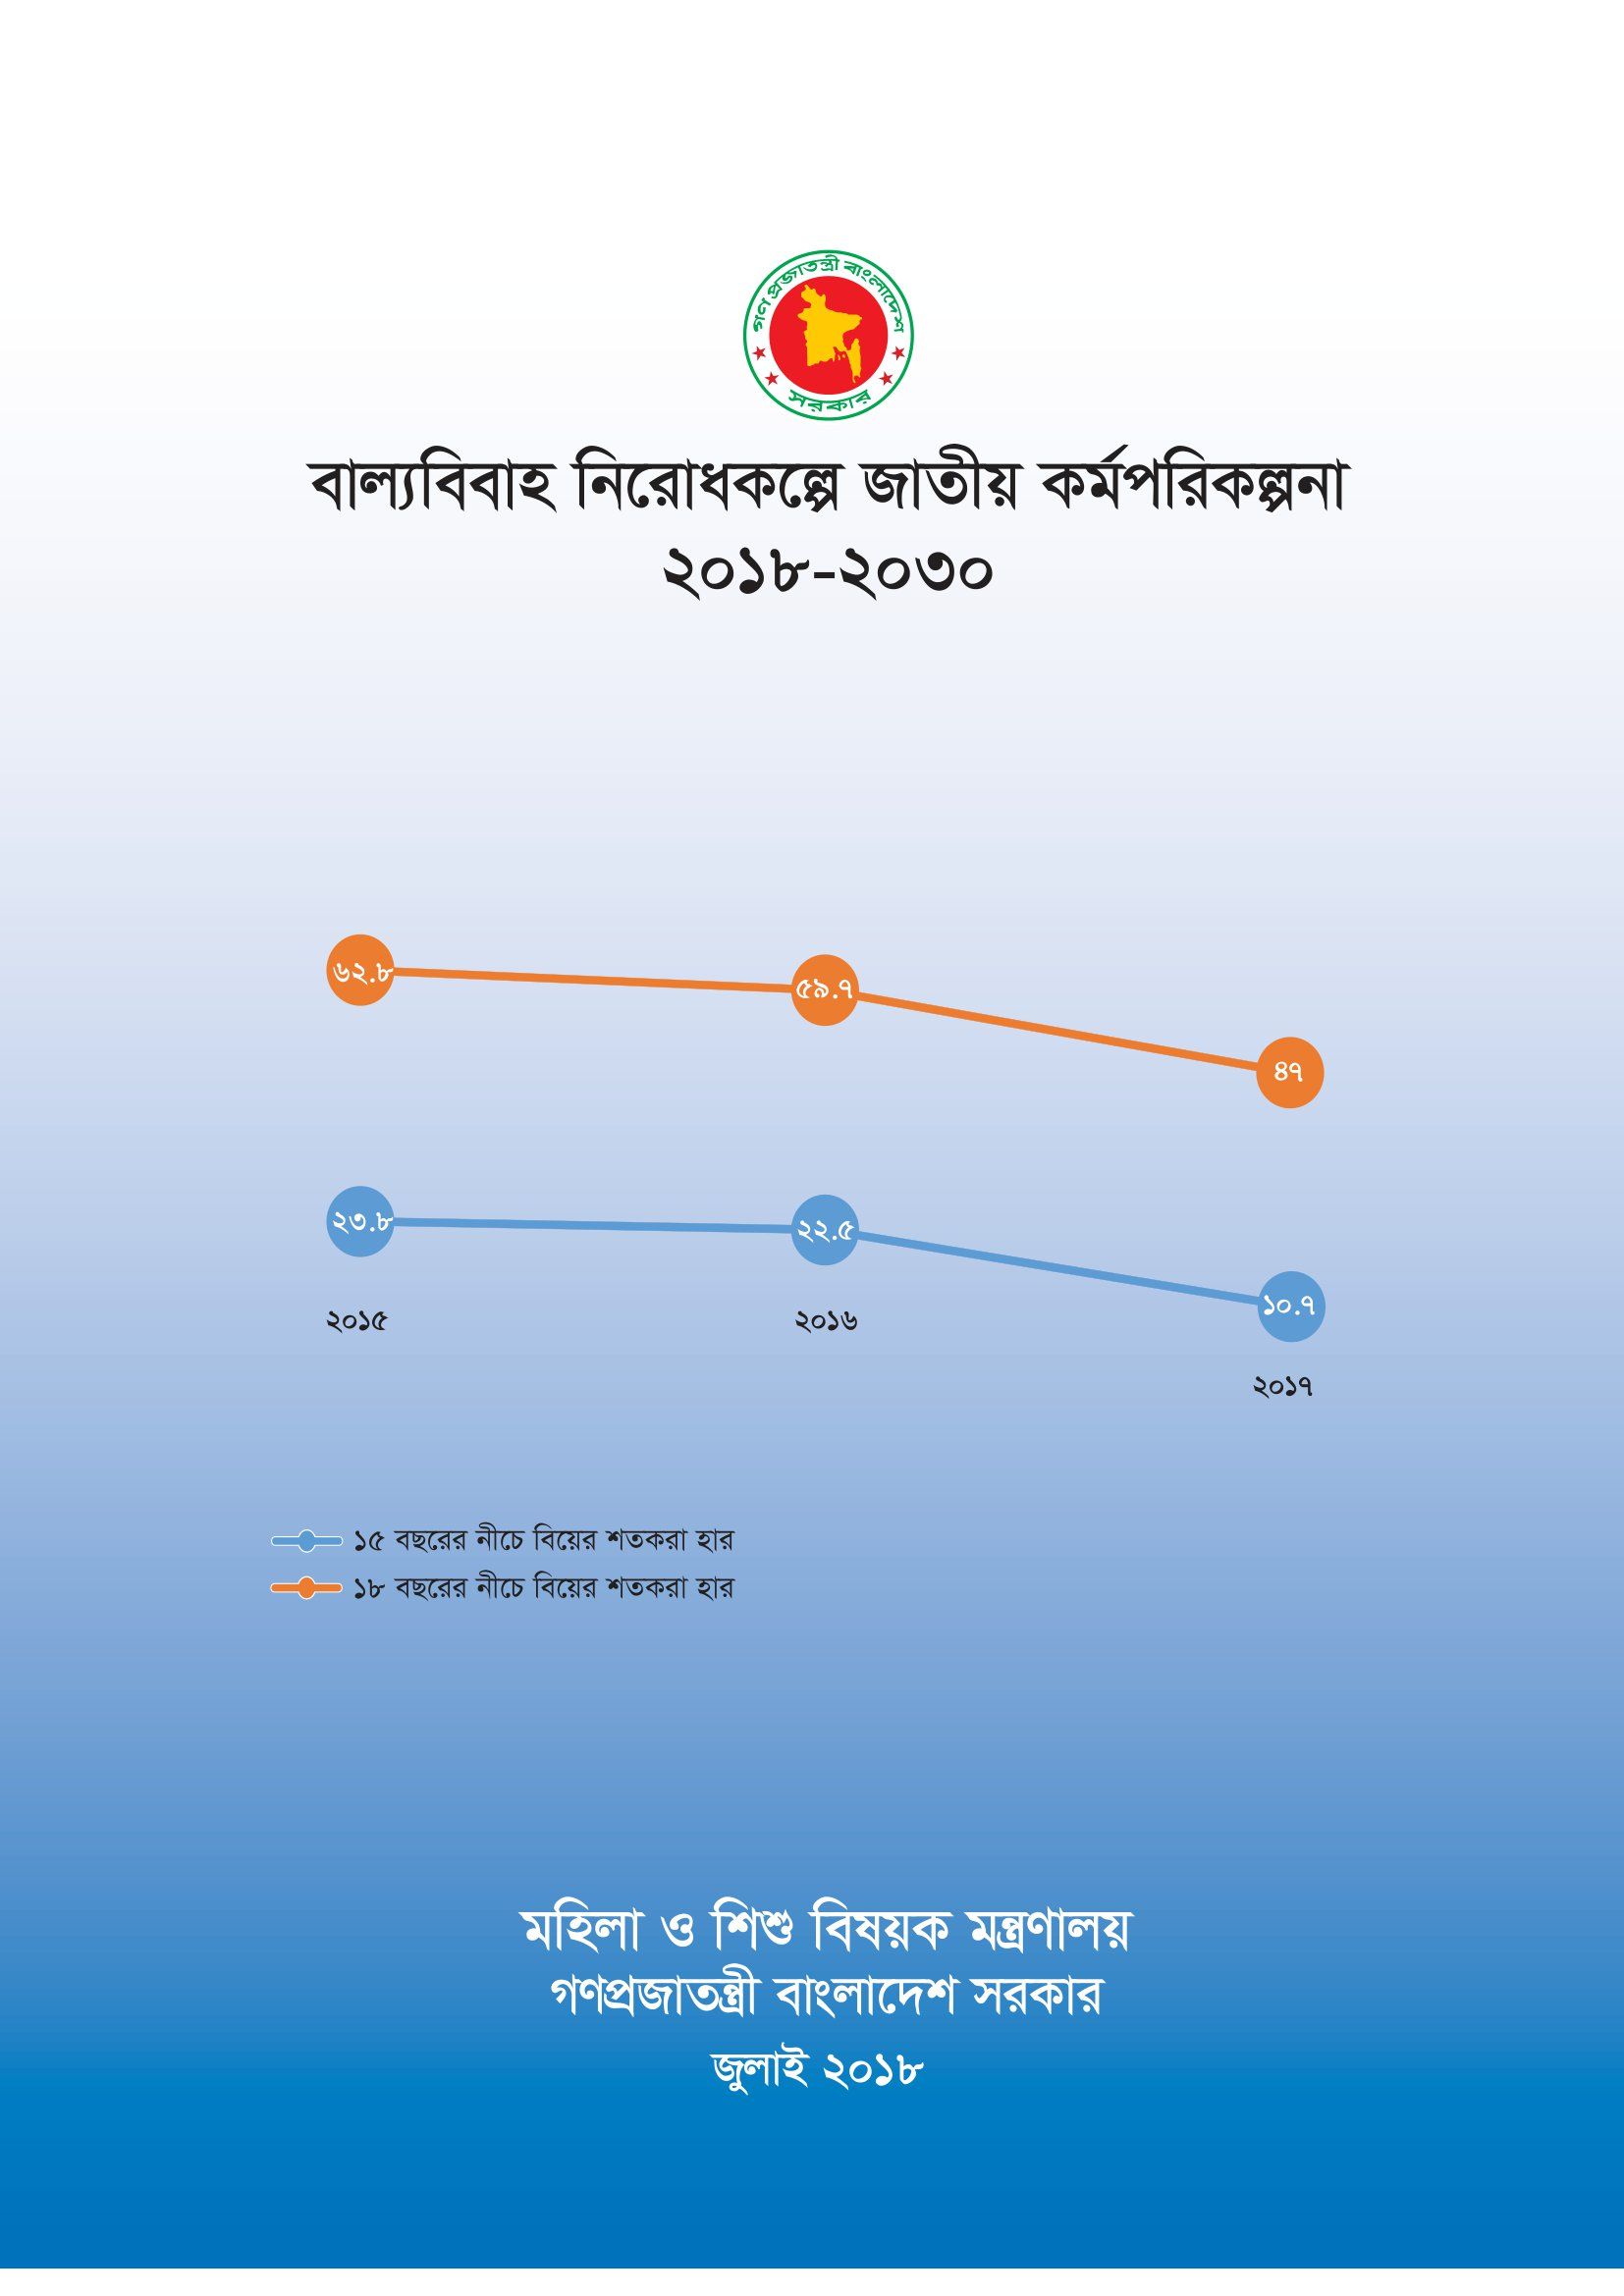 গণ প্রজাতন্ত্রী বাংলাদেশ
সরকার
বাল্যবিবাহ নিরোধকল্পে জাতীয় কর্মপরিকল্পনা
২০১৮-২০৩০
৬২.৮
৫৯.৭
৪৭
২৩.৮
২২.৫
১০.৭
২০১৫
২০১৬
২০১৭
১৫ বছরের নীচে বিয়ের শতকরা হার
১৮ বছরের নীচে বিয়ের শতকরা হার
মহিলা ও শিশু বিষয়ক মন্ত্রণালয়
গণপ্রজাতন্ত্রী বাংলাদেশ সরকার
জুলাই ২০১৮